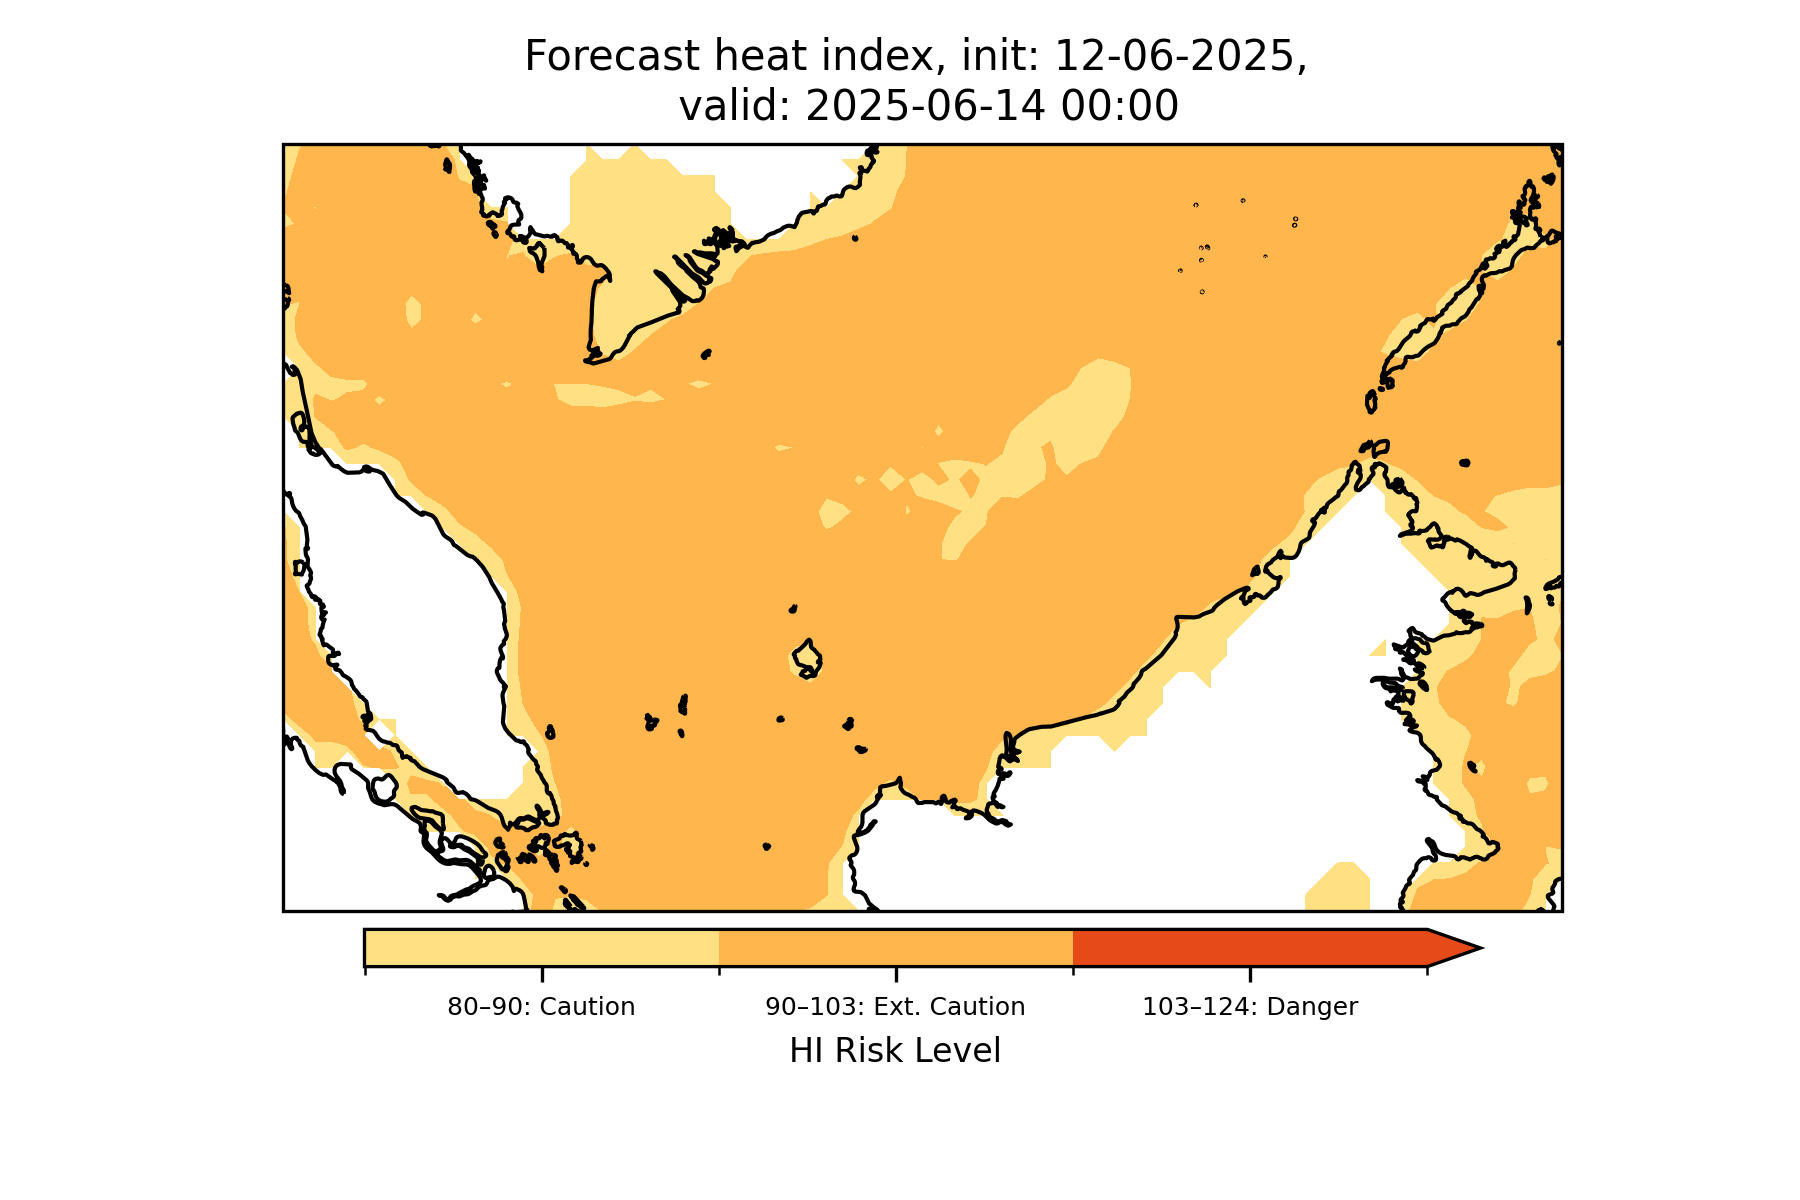 Forecast heat index, init: 12-06-2025,
valid: 2025-06-14 00:00
80–90: Caution
90–103: Ext. Caution
103–124: Danger
HI Risk Level